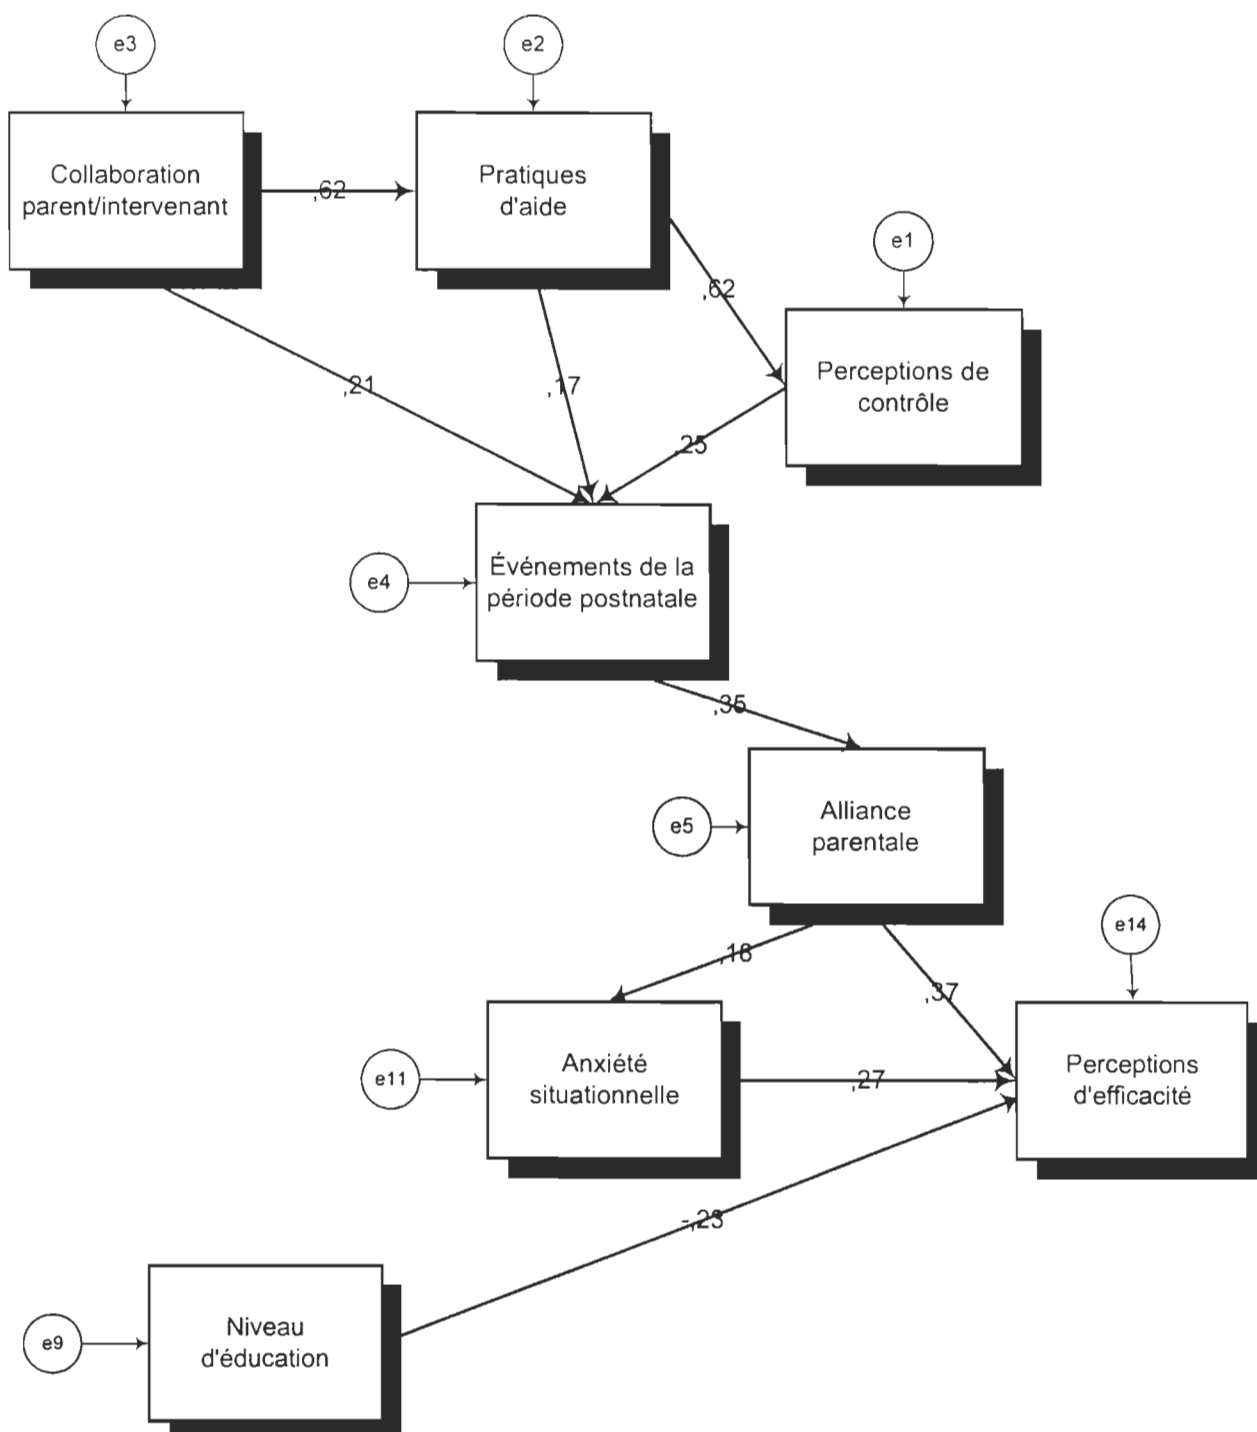 e3
e2
Collaboration
parent/intervenant
,62
Pratiques
d'aide
e1
,62
Perceptions de
contrôle
,21
,17
,25
e4
Événements de la
période postnatale
,35
e5
Alliance
parentale
e14
,18
,37
e11
Anxiété
situationnelle
,27
Perceptions
d'efficacité
-,23
e9
Niveau
d'éducation